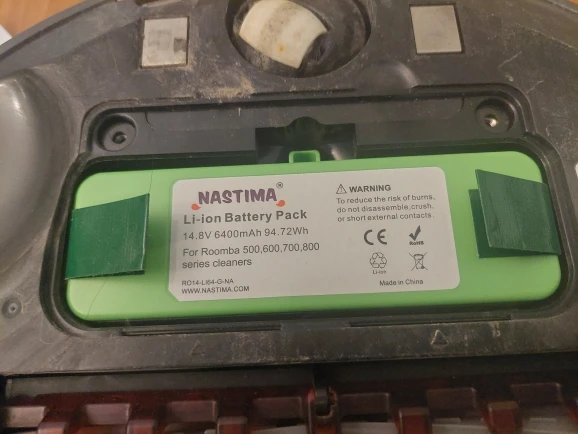 NASTIMA®
Li-ion Battery Pack
14.8V 6400mAh 94.72Wh
For Roomba 500,600,700,800
series cleaners
RO14-LI64-G-NA
WWW.NASTIMA.COM
⚠ WARNING
To reduce the risk of burns,
do not disassemble, crush,
or short external contacts.
CE
RoHS
Li-ion
Made in China